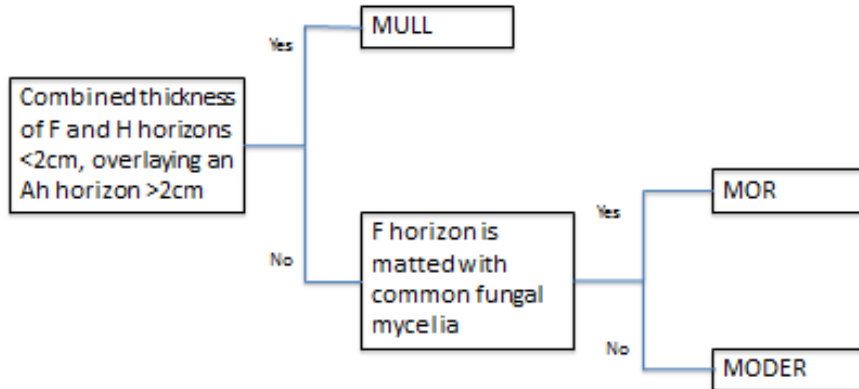 MULL
Yes
Combined thickness
of F and H horizons
<2cm, overlaying an
Ah horizon >2cm
No
F horizon is
matted with
common fungal
mycelia
Yes
MOR
No
MODER